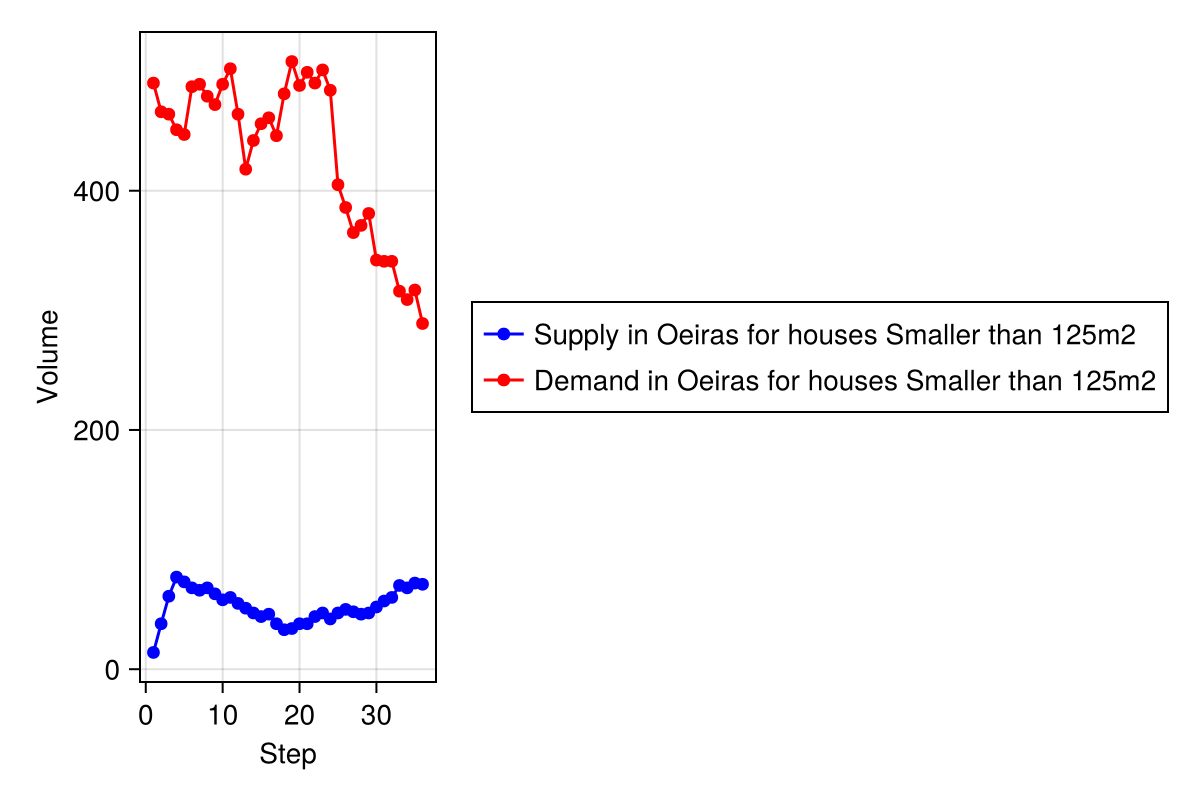 Volume
400
200
0
0 10 20 30
Step
Supply in Oeiras for houses Smaller than 125m2
Demand in Oeiras for houses Smaller than 125m2